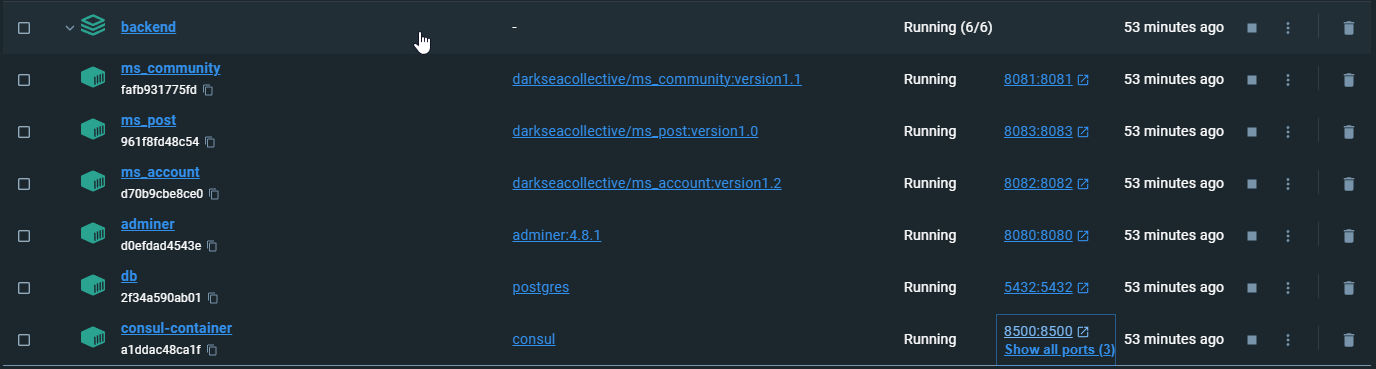 backend - Running (6/6) 53 minutes ago
ms_community
fafb931775fd
darkseacollective/ms_community:version1.1 Running 8081:8081 53 minutes ago
ms_post
961f8fd48c54
darkseacollective/ms_post:version1.0 Running 8083:8083 53 minutes ago
ms_account
d70b9cbe8ce0
darkseacollective/ms_account:version1.2 Running 8082:8082 53 minutes ago
adminer
d0efdad4543e
adminer:4.8.1 Running 8080:8080 53 minutes ago
db
2f34a590ab01
postgres Running 5432:5432 53 minutes ago
consul-container
a1ddac48ca1f
consul Running 8500:8500 53 minutes ago
Show all ports (3)